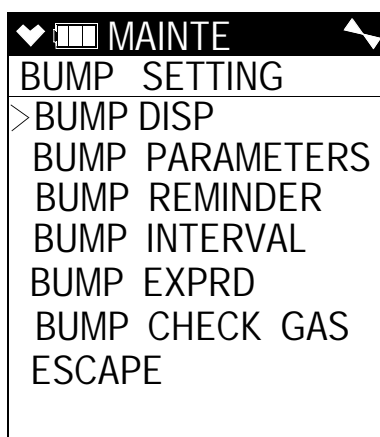 MAINTE
BUMP SETTING
>BUMP DISP
BUMP PARAMETERS
BUMP REMINDER
BUMP INTERVAL
BUMP EXPRD
BUMP CHECK GAS
ESCAPE